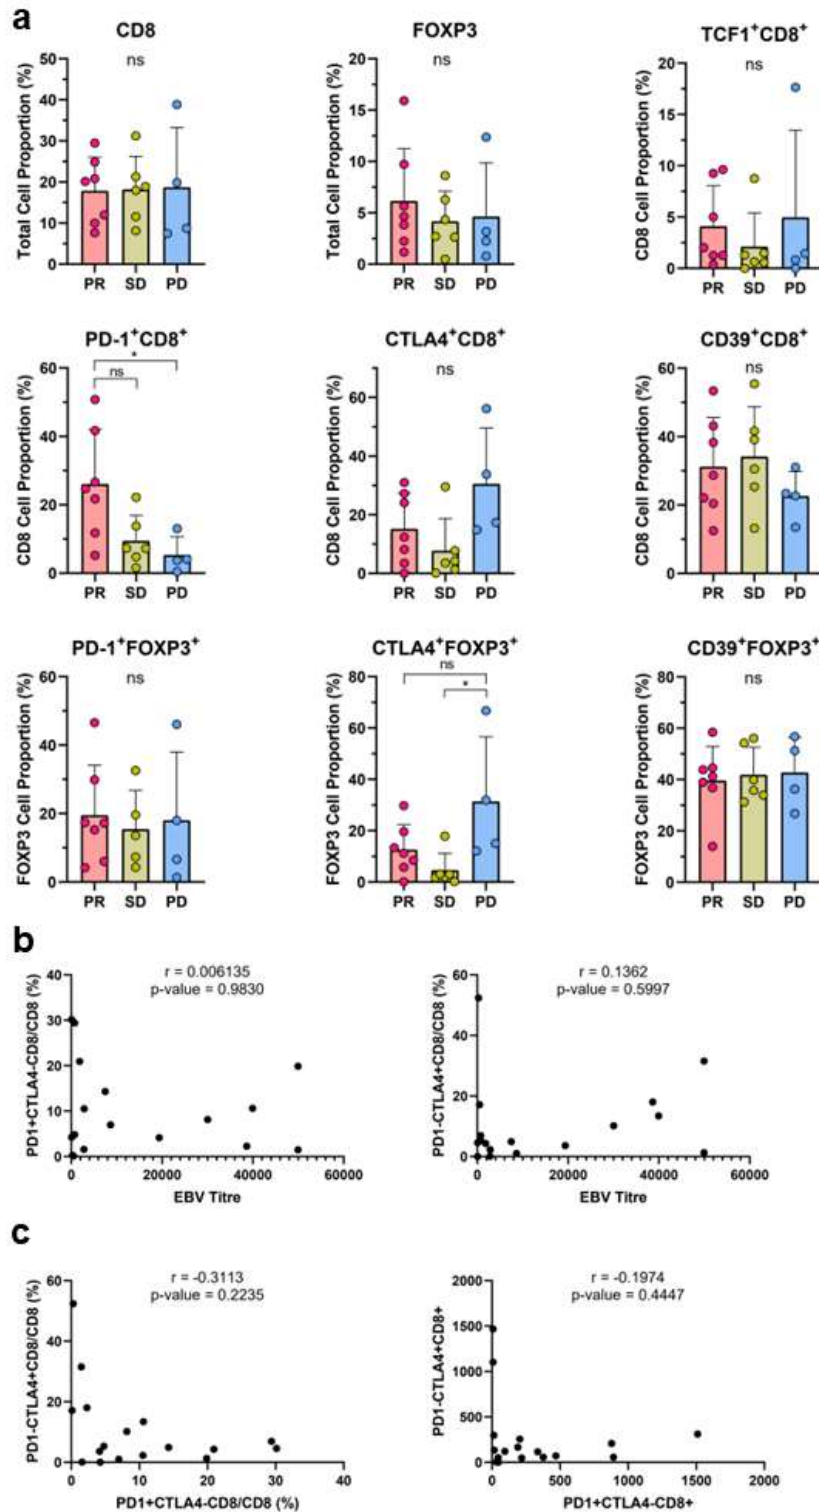 a
CD8
ns
Total Cell Proportion (%)
50
40
30
20
10
0
PR SD PD
FOXP3
ns
Total Cell Proportion (%)
20
15
10
5
0
PR SD PD
TCF1+CD8+
ns
CD8 Cell Proportion (%)
20
15
10
5
0
PR SD PD
PD-1+CD8+
*
ns
CD8 Cell Proportion (%)
60
40
20
0
PR SD PD
CTLA4+CD8+
ns
CD8 Cell Proportion (%)
60
40
20
0
PR SD PD
CD39+CD8+
ns
CD8 Cell Proportion (%)
60
40
20
0
PR SD PD
PD-1+FOXP3+
ns
FOXP3 Cell Proportion (%)
60
40
20
0
PR SD PD
CTLA4+FOXP3+
ns
*
FOXP3 Cell Proportion (%)
80
60
40
20
0
PR SD PD
CD39+FOXP3+
ns
FOXP3 Cell Proportion (%)
80
60
40
20
0
PR SD PD
b
r = 0.006135
p-value = 0.9830
PD1+CTLA4-CD8/CD8 (%)
40
30
20
10
0
0 20000 40000 60000
EBV Titre
r = 0.1362
p-value = 0.5997
PD1-CTLA4+CD8/CD8 (%)
60
40
20
0
0 20000 40000 60000
EBV Titre
c
r = -0.3113
p-value = 0.2235
PD1-CTLA4+CD8/CD8 (%)
60
40
20
0
0 10 20 30 40
PD1+CTLA4-CD8/CD8 (%)
r = -0.1974
p-value = 0.4447
PD1-CTLA4+CD8+
2000
1500
1000
500
0
0 500 1000 1500 2000
PD1+CTLA4-CD8+